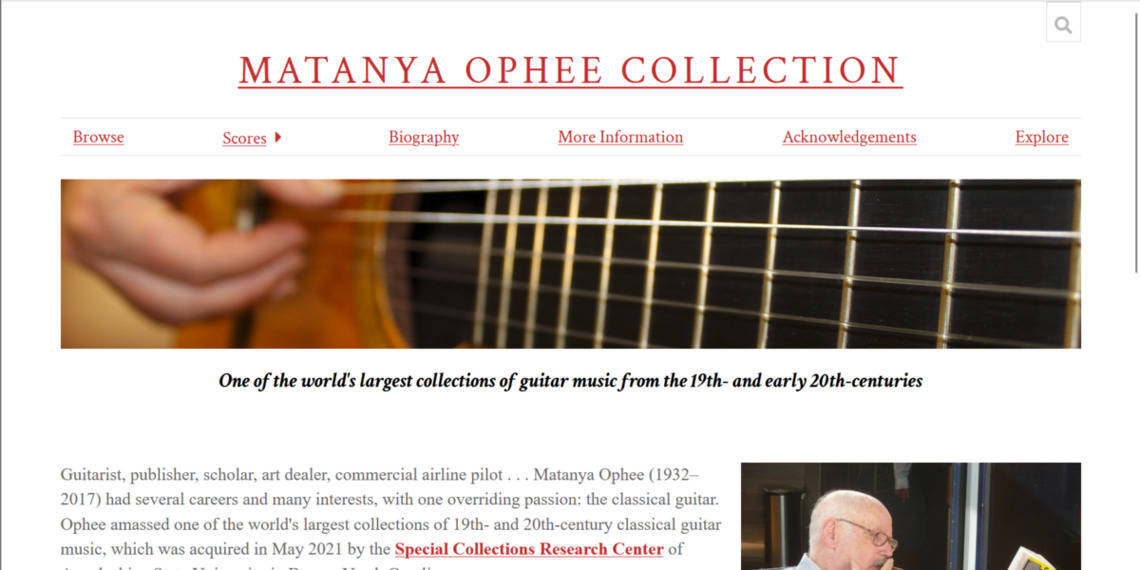 MATANYA OPHEE COLLECTION
Browse Scores Biography More Information Acknowledgements Explore
One of the world's largest collections of guitar music from the 19th- and early 20th-centuries
Guitarist, publisher, scholar, art dealer, commercial airline pilot . . . Matanya Ophee (1932–
2017) had several careers and many interests, with one overriding passion: the classical guitar.
Ophee amassed one of the world's largest collections of 19th- and 20th-century classical guitar
music, which was acquired in May 2021 by the Special Collections Research Center of